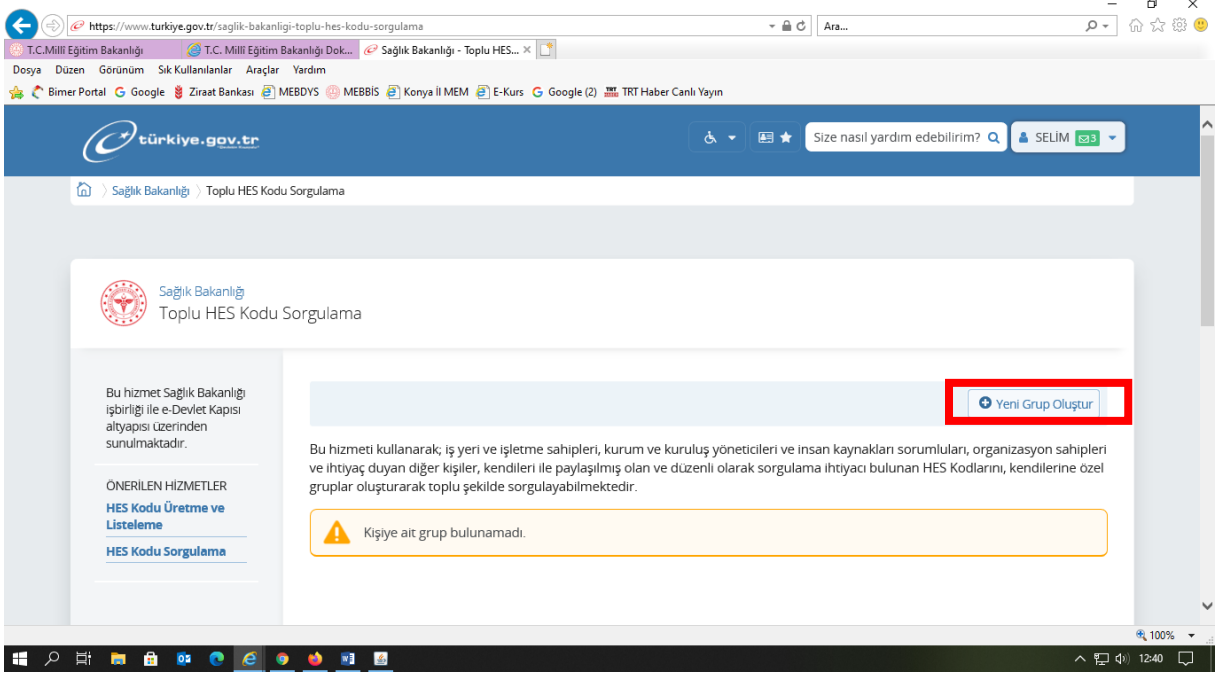 https://www.turkiye.gov.tr/saglik-bakanligi-toplu-hes-kodu-sorgulama
Ara...
T.C.Millî Eğitim Bakanlığı
T.C. Millî Eğitim Bakanlığı Dok...
Sağlık Bakanlığı - Toplu HES...
Dosya Düzen Görünüm Sık Kullanılanlar Araçlar Yardım
Bimer Portal Google Ziraat Bankası MEBDYS MEBBİS Konya İl MEM E-Kurs Google (2) TRT Haber Canlı Yayın
türkiye.gov.tr
Size nasıl yardım edebilirim?
SELİM 3
Sağlık Bakanlığı Toplu HES Kodu Sorgulama
Sağlık Bakanlığı
Toplu HES Kodu Sorgulama
Bu hizmet Sağlık Bakanlığı
işbirliği ile e-Devlet Kapısı
altyapısı üzerinden
sunulmaktadır.
ÖNERİLEN HİZMETLER
HES Kodu Üretme ve
Listeleme
HES Kodu Sorgulama
Yeni Grup Oluştur
Bu hizmeti kullanarak; iş yeri ve işletme sahipleri, kurum ve kuruluş yöneticileri ve insan kaynakları sorumluları, organizasyon sahipleri
ve ihtiyaç duyan diğer kişiler, kendileri ile paylaşılmış olan ve düzenli olarak sorgulama ihtiyacı bulunan HES Kodlarını, kendilerine özel
gruplar oluşturarak toplu şekilde sorgulayabilmektedir.
Kişiye ait grup bulunamadı.
100%
12:40